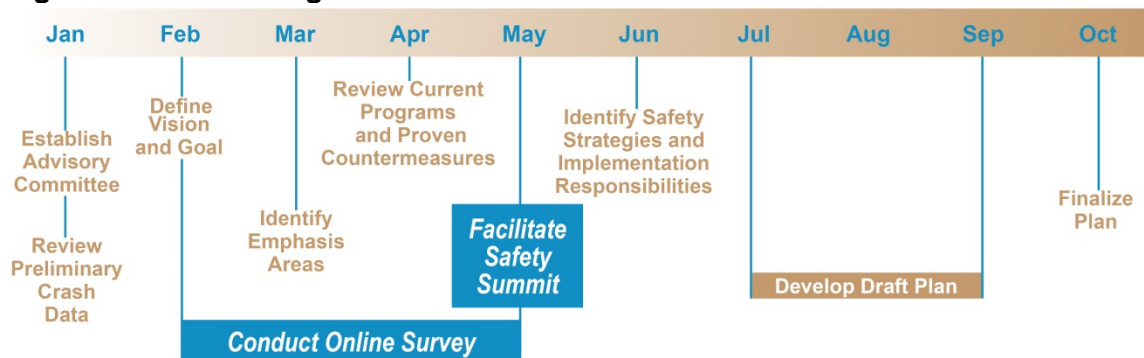 Jan Feb Mar Apr May Jun Jul Aug Sep Oct
Establish
Advisory
Committee
Review
Preliminary
Crash
Data
Define
Vision
and Goal
Identify
Emphasis
Areas
Review Current
Programs
and Proven
Countermeasures
Facilitate
Safety
Summit
Conduct Online Survey
Identify Safety
Strategies and
Implementation
Responsibilities
Develop Draft Plan
Finalize
Plan